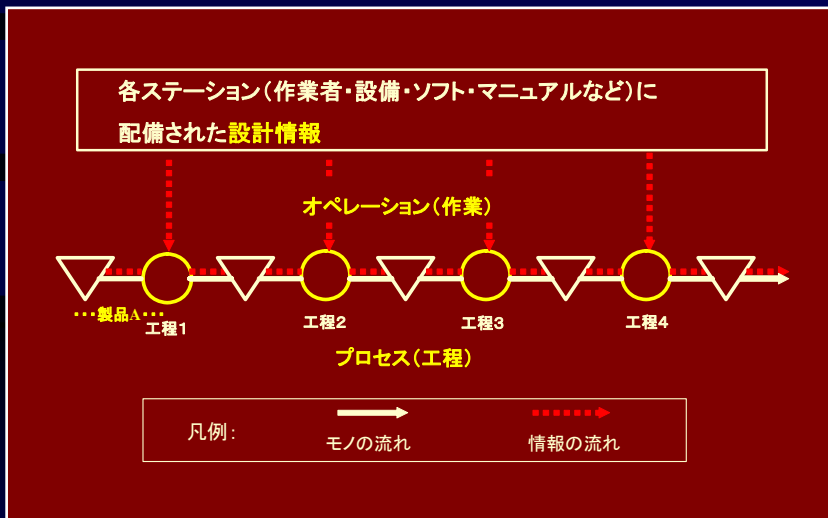 各ステーション（作業者・設備・ソフト・マニュアルなど）に
配備された設計情報
オペレーション（作業）
･･･製品A･･･
工程1
工程2
工程3
工程4
プロセス（工程）
凡例：
モノの流れ
情報の流れ